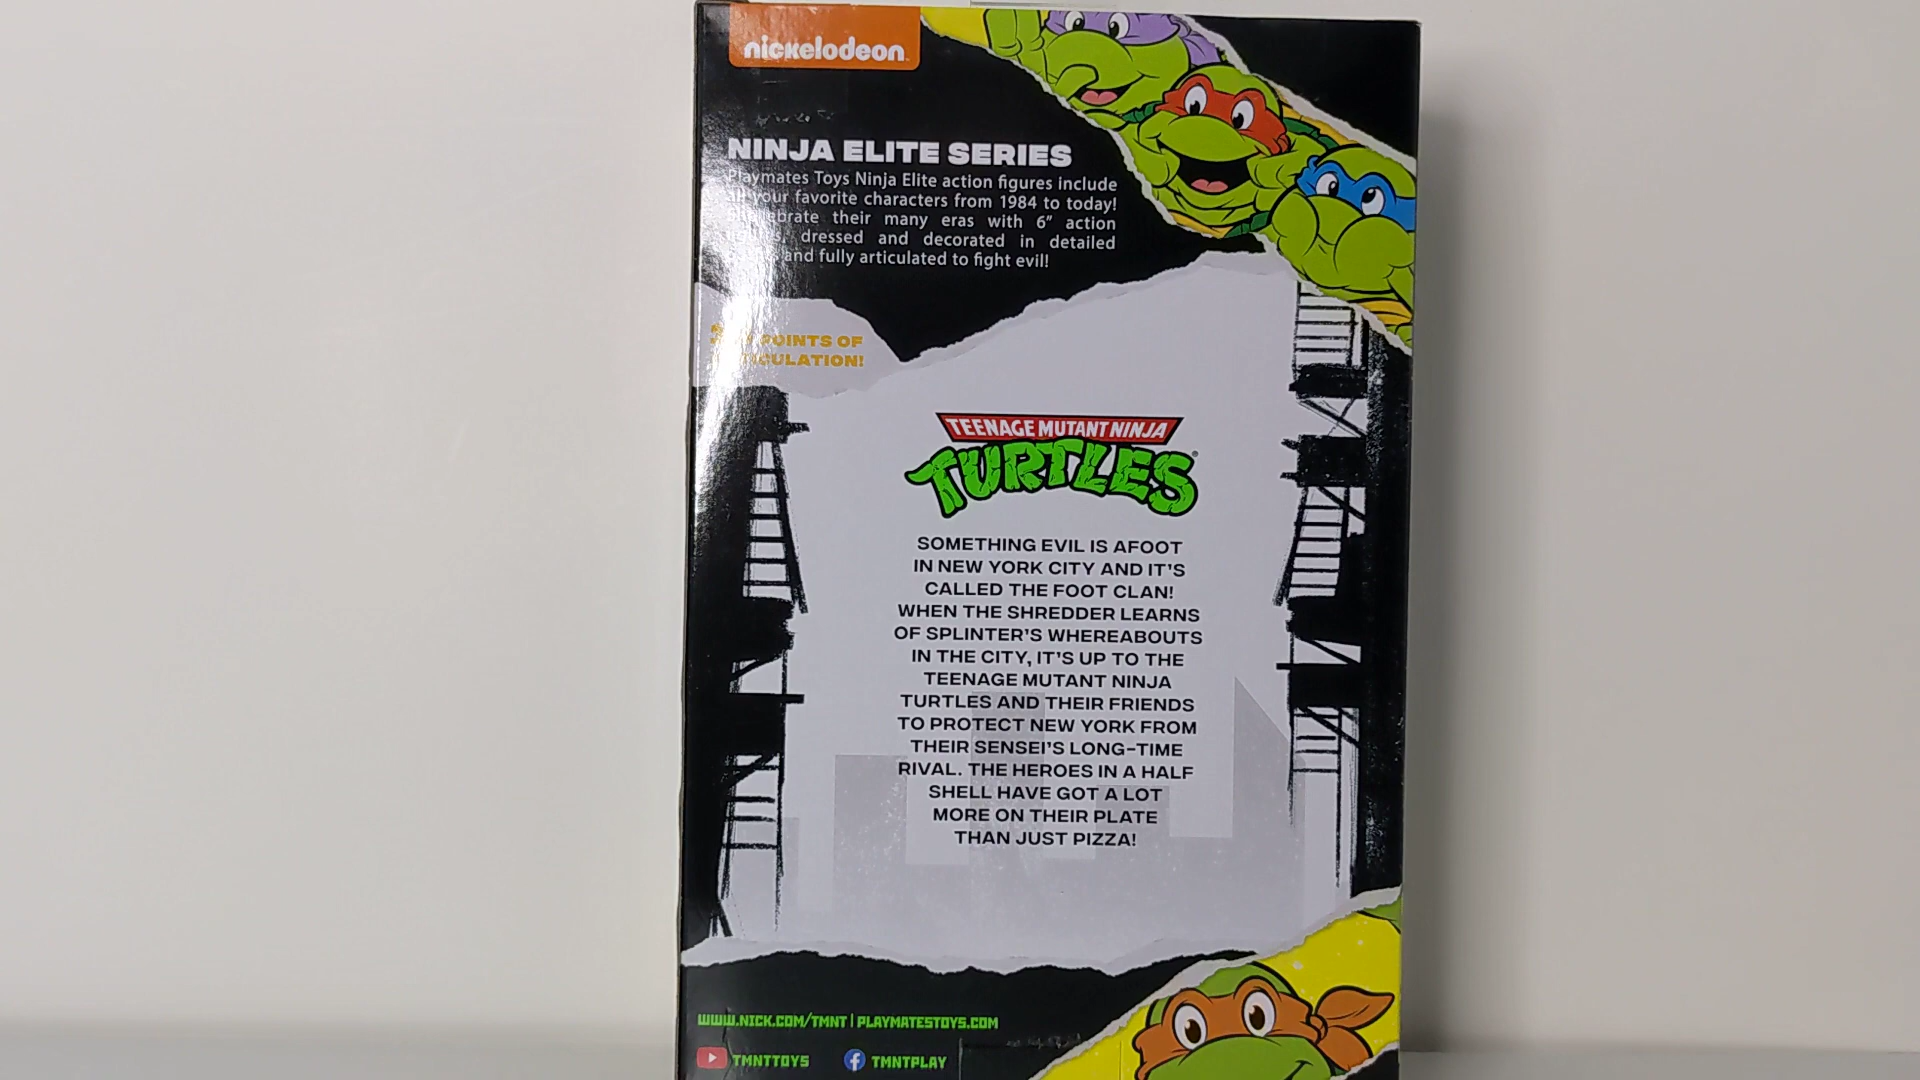 nickelodeon
NINJA ELITE SERIES
Playmates Toys Ninja Elite action figures include
all your favorite characters from 1984 to today!
their many eras with 6" action
dressed and decorated in detailed
and fully articulated to fight evil!
POINTS OF
ARTICULATION!
TEENAGE MUTANT NINJA
TURTLES®
SOMETHING EVIL IS AFOOT
IN NEW YORK CITY AND IT'S
CALLED THE FOOT CLAN!
WHEN THE SHREDDER LEARNS
OF SPLINTER'S WHEREABOUTS
IN THE CITY, IT'S UP TO THE
TEENAGE MUTANT NINJA
TURTLES AND THEIR FRIENDS
TO PROTECT NEW YORK FROM
THEIR SENSEI'S LONG-TIME
RIVAL. THE HEROES IN A HALF
SHELL HAVE GOT A LOT
MORE ON THEIR PLATE
THAN JUST PIZZA!
WWW.NICK.COM/TMNT | PLAYMATESTOYS.COM
TMNTTOYS TMNTPLAY